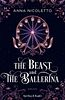 ANNA NICOLETTO
THE BEAST
and
THE BALLERINA